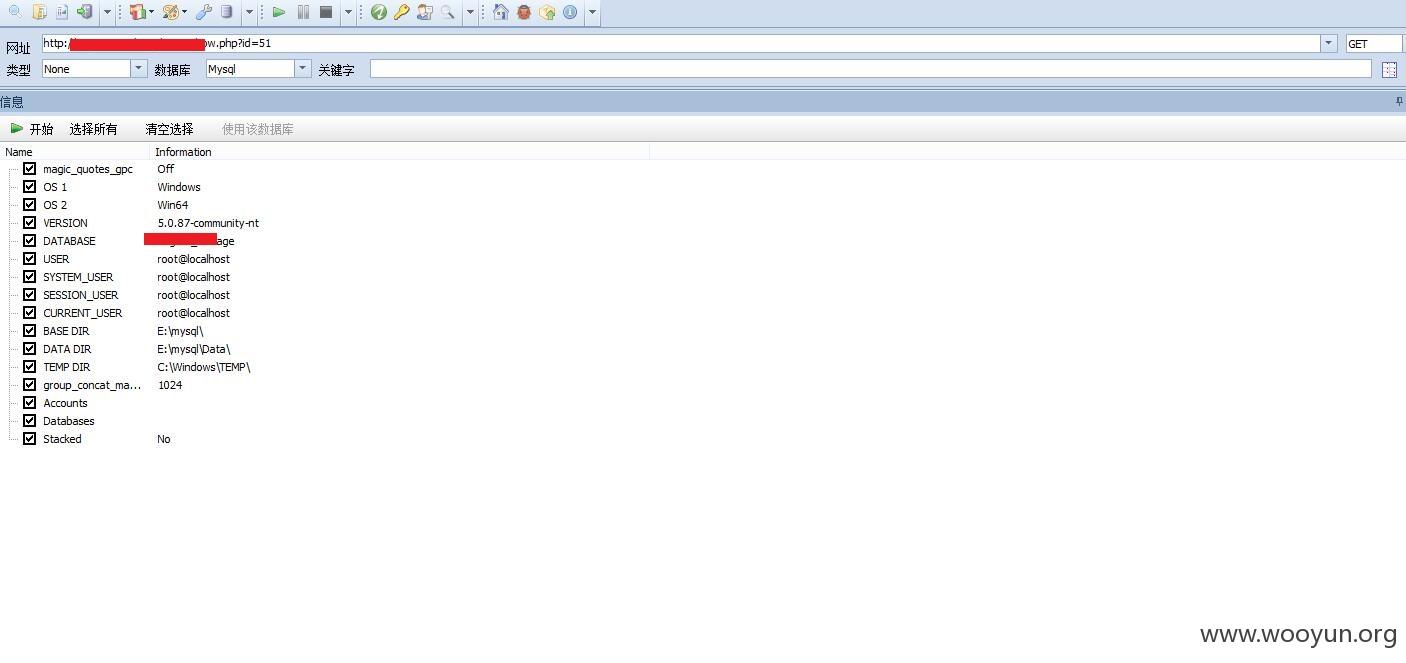 网址 http:/ow.php?id=51 GET
类型 None 数据库 Mysql 关键字
信息
开始 选择所有 清空选择 使用该数据库
Name Information
magic_quotes_gpc Off
OS 1 Windows
OS 2 Win64
VERSION 5.0.87-community-nt
DATABASE age
USER root@localhost
SYSTEM_USER root@localhost
SESSION_USER root@localhost
CURRENT_USER root@localhost
BASE DIR E:\mysql\
DATA DIR E:\mysql\Data\
TEMP DIR C:\Windows\TEMP\
group_concat_ma... 1024
Accounts
Databases
Stacked No
www.wooyun.org